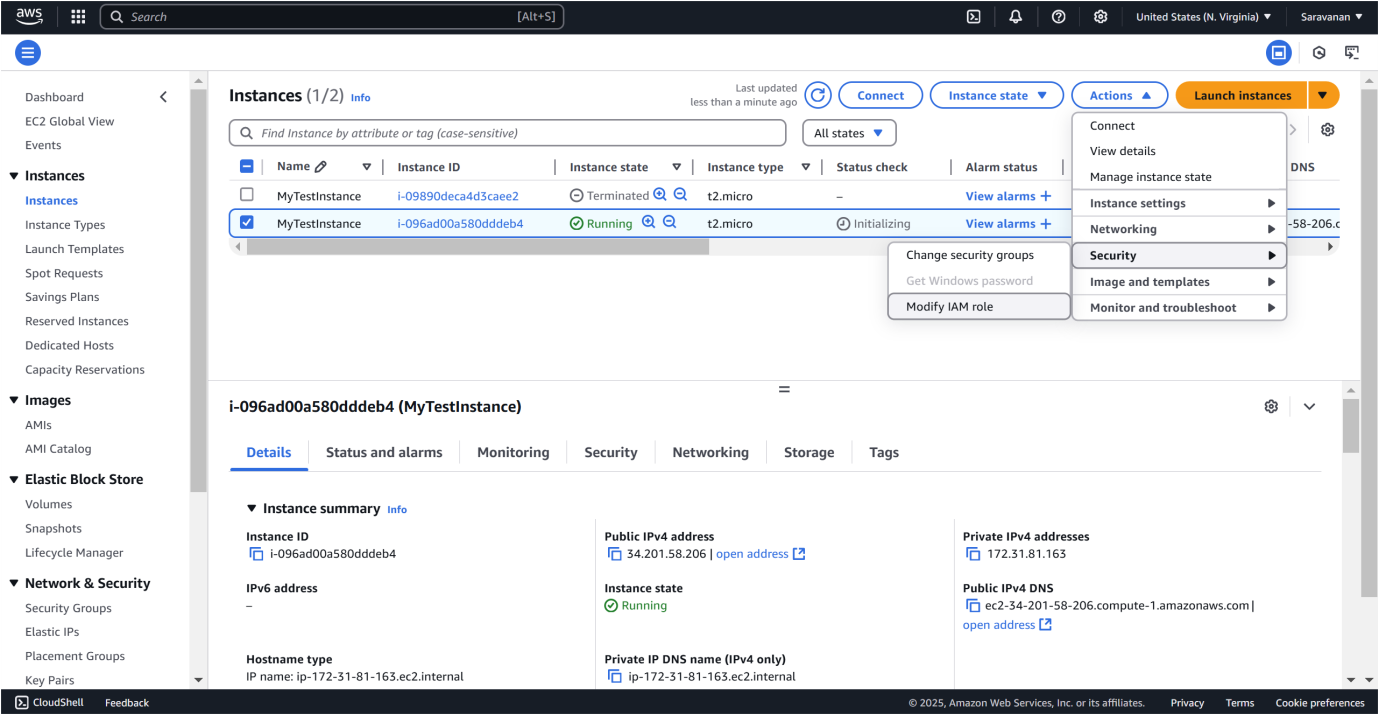 aws
Search [Alt+S]
United States (N. Virginia)
Saravanan
Dashboard
EC2 Global View
Events
Instances
Instances
Instance Types
Launch Templates
Spot Requests
Savings Plans
Reserved Instances
Dedicated Hosts
Capacity Reservations
Images
AMIs
AMI Catalog
Elastic Block Store
Volumes
Snapshots
Lifecycle Manager
Network & Security
Security Groups
Elastic IPs
Placement Groups
Key Pairs
Instances (1/2) Info
Last updated
less than a minute ago
Connect
Instance state
Actions
Launch instances
Find Instance by attribute or tag (case-sensitive)
All states
Name Instance ID Instance state Instance type Status check Alarm status DNS
MyTestInstance i-09890deca4d3caee2 Terminated t2.micro – View alarms +
MyTestInstance i-096ad00a580dddeb4 Running t2.micro Initializing View alarms + -58-206.c
Connect
View details
Manage instance state
Instance settings
Networking
Security
Image and templates
Monitor and troubleshoot
Change security groups
Get Windows password
Modify IAM role
i-096ad00a580dddeb4 (MyTestInstance)
Details Status and alarms Monitoring Security Networking Storage Tags
Instance summary Info
Instance ID
i-096ad00a580dddeb4
Public IPv4 address
34.201.58.206 | open address
Private IPv4 addresses
172.31.81.163
IPv6 address
–
Instance state
Running
Public IPv4 DNS
ec2-34-201-58-206.compute-1.amazonaws.com |
open address
Hostname type
IP name: ip-172-31-81-163.ec2.internal
Private IP DNS name (IPv4 only)
ip-172-31-81-163.ec2.internal
CloudShell Feedback © 2025, Amazon Web Services, Inc. or its affiliates. Privacy Terms Cookie preferences